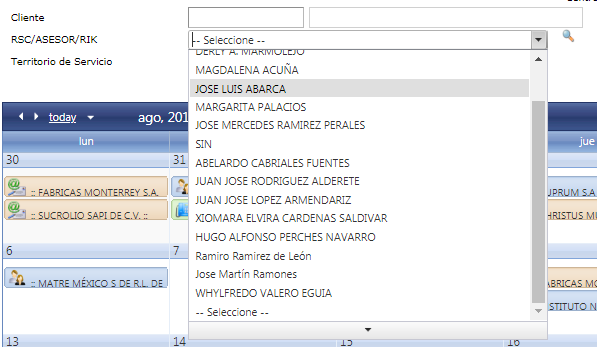 Cliente
RSC/ASESOR/RIK
-- Seleccione --
Territorio de Servicio
DERLY A. MARMOLEJO
MAGDALENA ACUÑA
JOSE LUIS ABARCA
MARGARITA PALACIOS
JOSE MERCEDES RAMIREZ PERALES
SIN
ABELARDO CABRIALES FUENTES
JUAN JOSE RODRIGUEZ ALDERETE
JUAN JOSE LOPEZ ARMENDARIZ
XIOMARA ELVIRA CARDENAS SALDIVAR
HUGO ALFONSO PERCHES NAVARRO
Ramiro Ramirez de León
Jose Martín Ramones
WHYLFREDO VALERO EGUIA
-- Seleccione --
today ago, 201
lun jue
30 31
:: FABRICAS MONTERREY S.A. UPRUM S.A
:: SUCROLIO SAPI DE C.V. :: HRISTUS MU
6 7
:: MATRE MÉXICO S DE R.L. DE ABRICAS MO
STITUTO N
13 14 15 16